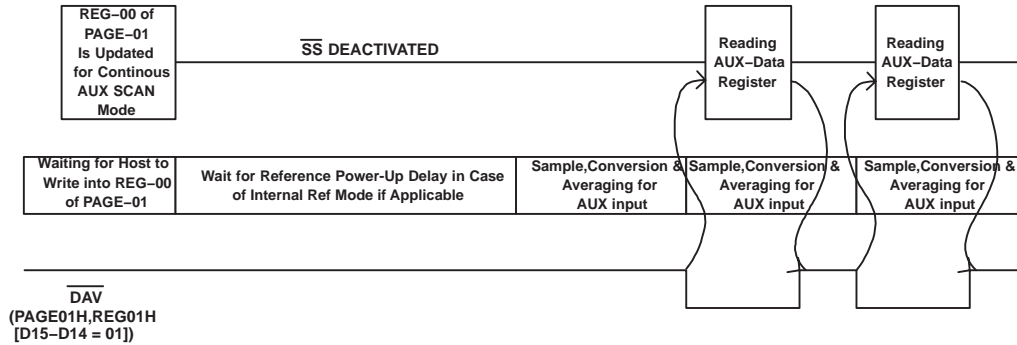 REG–00 of
PAGE–01
Is Updated
for Continous
AUX SCAN
Mode
SS DEACTIVATED
Reading
AUX–Data
Register
Reading
AUX–Data
Register
Waiting for Host to
Write into REG–00
of PAGE–01
Wait for Reference Power-Up Delay in Case
of Internal Ref Mode if Applicable
Sample,Conversion &
Averaging for
AUX input
Sample,Conversion &
Averaging for
AUX input
Sample,Conversion &
Averaging for
AUX input
DAV
(PAGE01H,REG01H
[D15–D14 = 01])